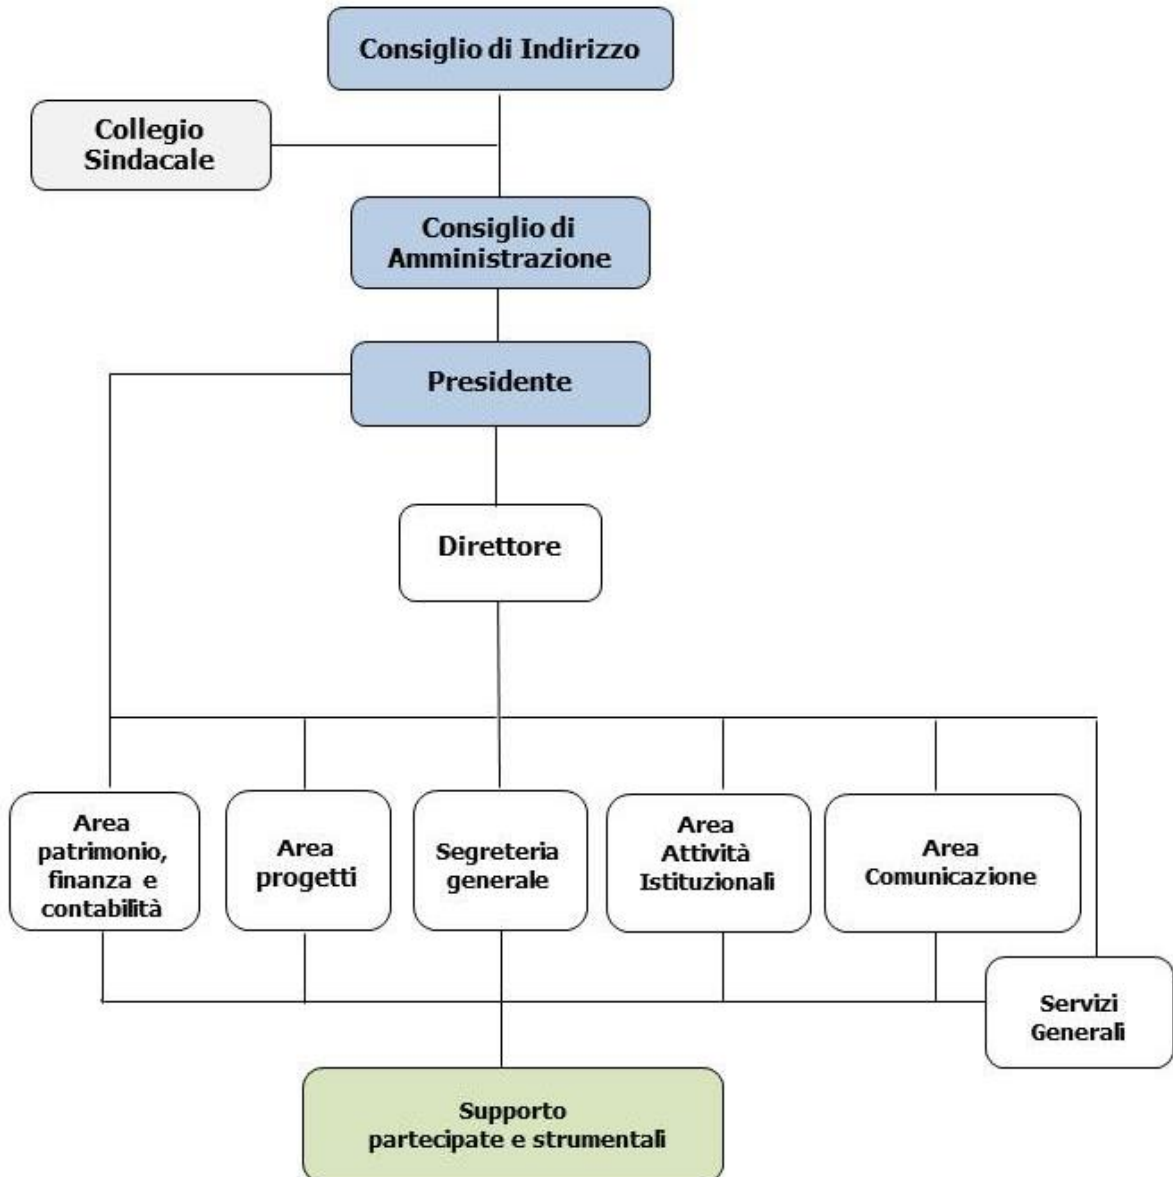 Consiglio di Indirizzo
Collegio
Sindacale
Consiglio di
Amministrazione
Presidente
Direttore
Area
patrimonio,
finanza e
contabilità
Area
progetti
Segreteria
generale
Area
Attività
Istituzionali
Area
Comunicazione
Servizi
Generali
Supporto
partecipate e strumentali